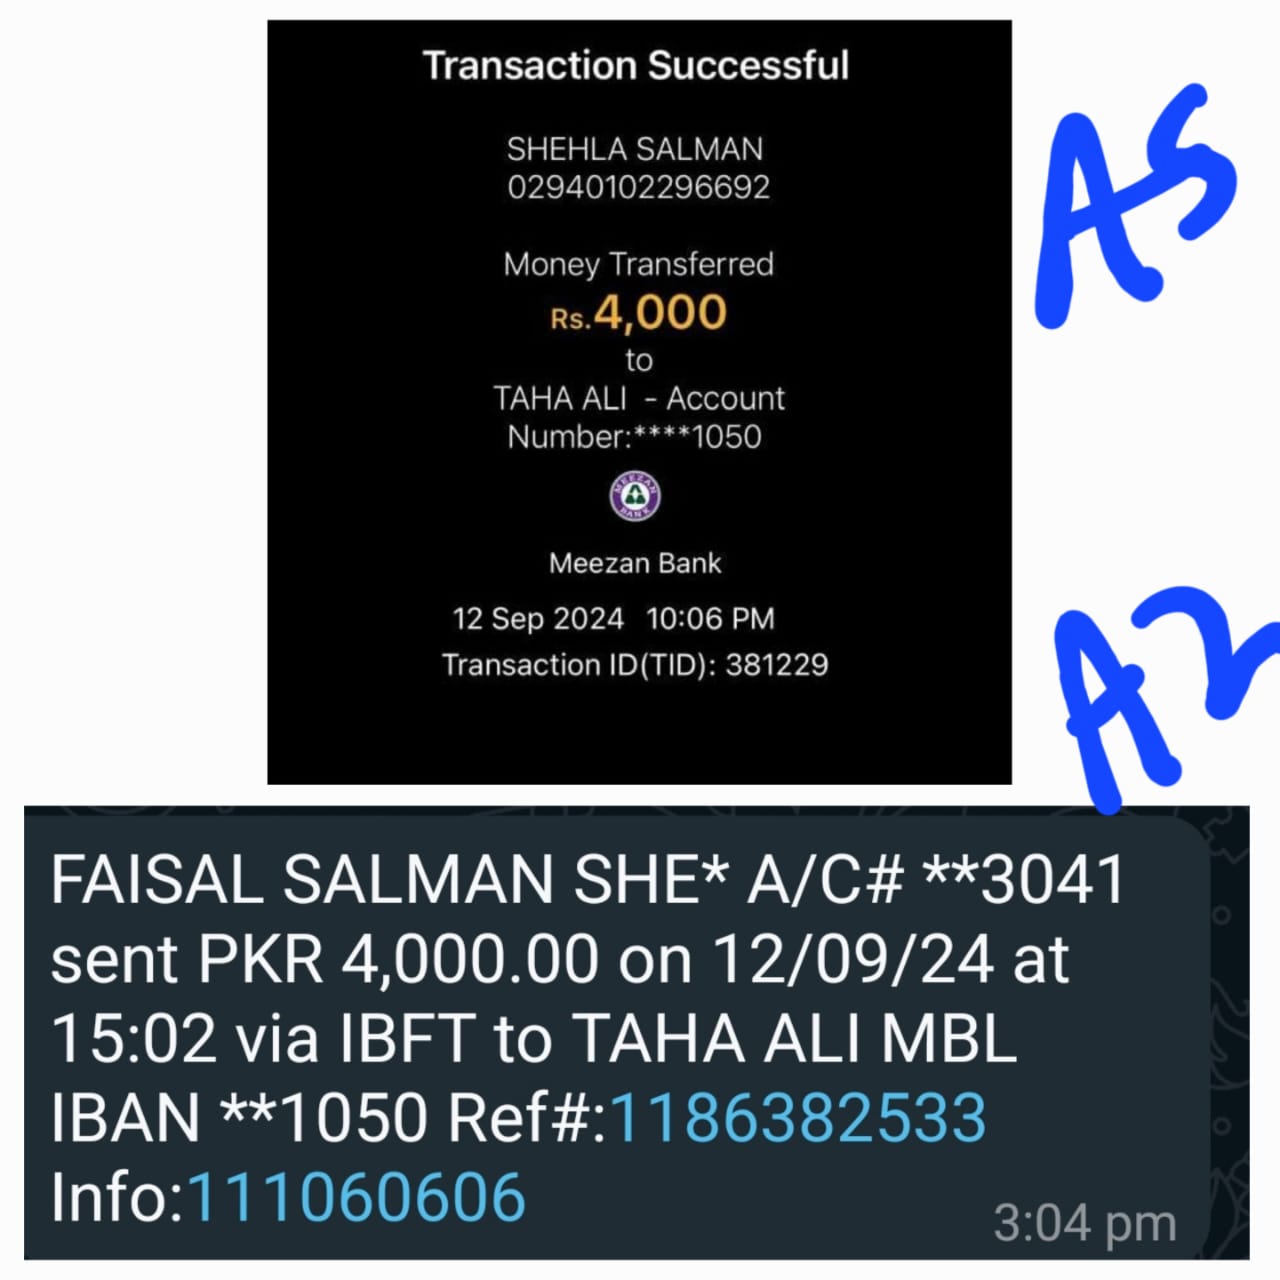 Transaction Successful
SHEHLA SALMAN
02940102296692
Money Transferred
Rs.4,000
to
TAHA ALI - Account
Number:****1050
MEEZAN BANK
Meezan Bank
12 Sep 2024 10:06 PM
Transaction ID(TID): 381229
A5
A2
FAISAL SALMAN SHE* A/C# **3041
sent PKR 4,000.00 on 12/09/24 at
15:02 via IBFT to TAHA ALI MBL
IBAN **1050 Ref#:1186382533
Info:111060606
3:04 pm